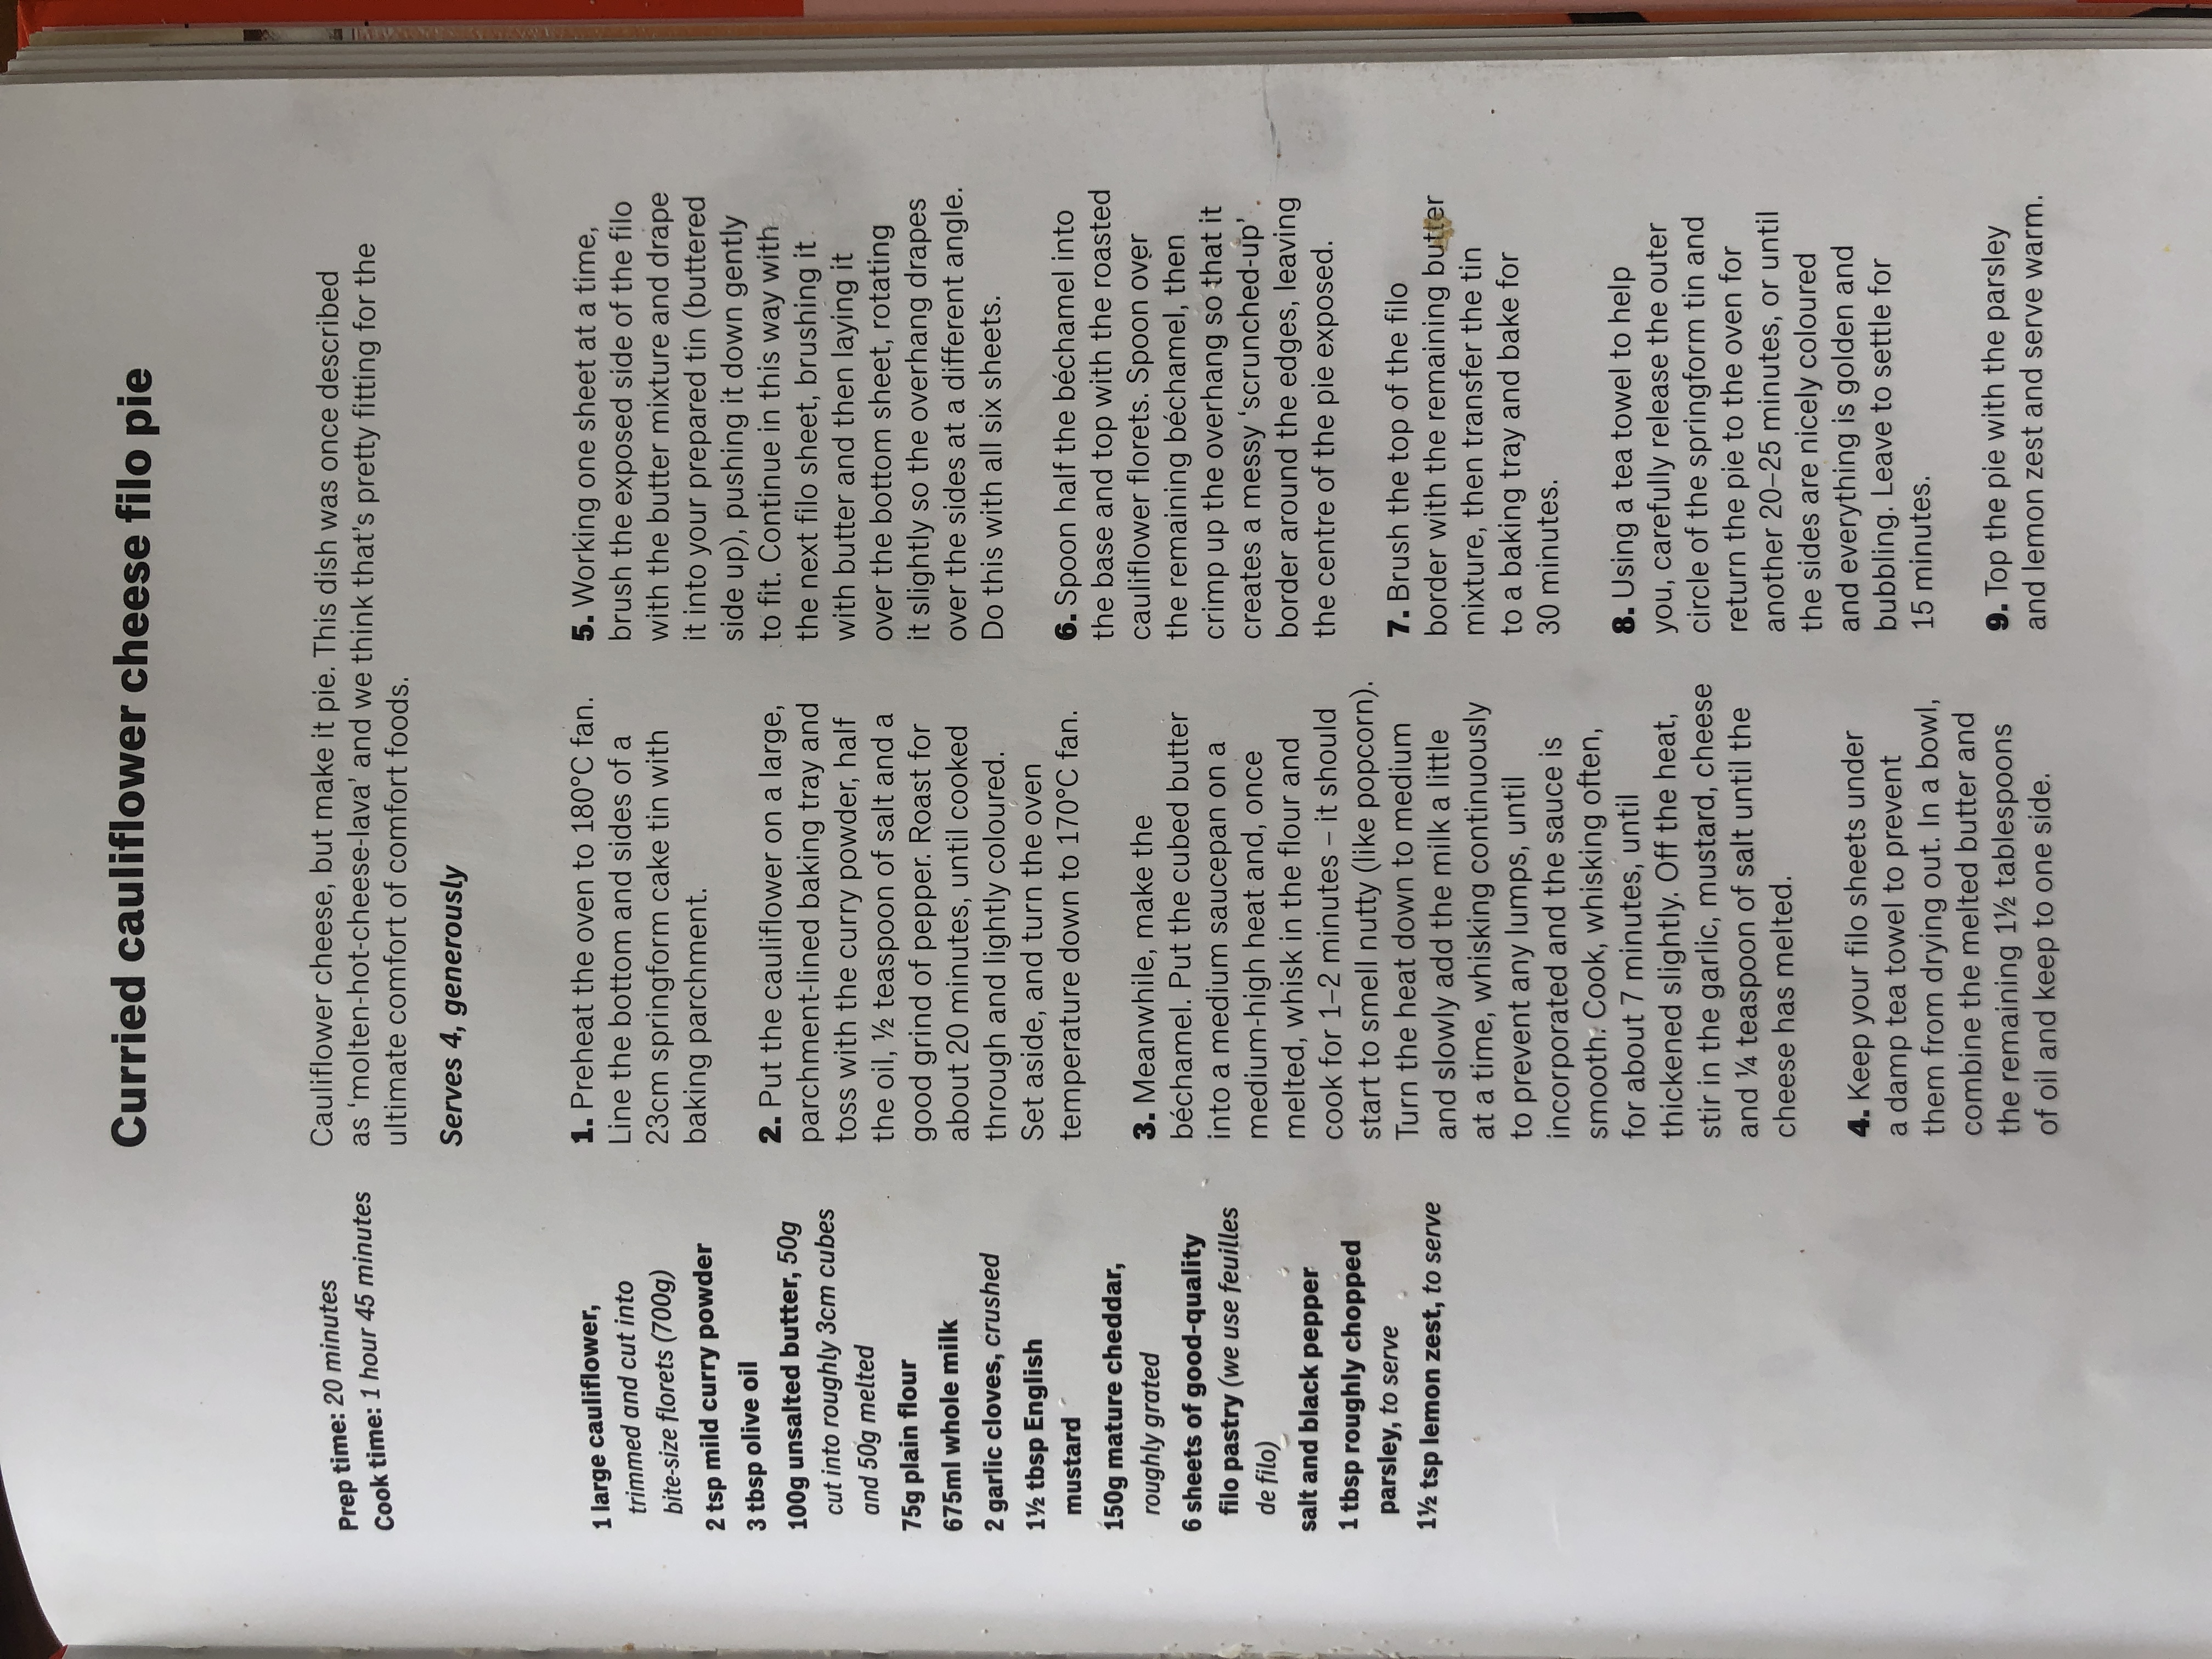 Curried cauliflower cheese filo pie
Prep time: 20 minutes
Cook time: 1 hour 45 minutes
Cauliflower cheese, but make it pie. This dish was once described
as ‘molten-hot-cheese-lava’ and we think that’s pretty fitting for the
ultimate comfort of comfort foods.
Serves 4, generously
1 large cauliflower,
trimmed and cut into
bite-size florets (700g)
2 tsp mild curry powder
3 tbsp olive oil
100g unsalted butter, 50g
cut into roughly 3cm cubes
and 50g melted
75g plain flour
675ml whole milk
2 garlic cloves, crushed
1½ tbsp English
mustard
150g mature cheddar,
roughly grated
6 sheets of good-quality
filo pastry (we use feuilles
de filo)
salt and black pepper
1 tbsp roughly chopped
parsley, to serve
1½ tsp lemon zest, to serve
1. Preheat the oven to 180°C fan.
Line the bottom and sides of a
23cm springform cake tin with
baking parchment.
2. Put the cauliflower on a large,
parchment-lined baking tray and
toss with the curry powder, half
the oil, ½ teaspoon of salt and a
good grind of pepper. Roast for
about 20 minutes, until cooked
through and lightly coloured.
Set aside, and turn the oven
temperature down to 170°C fan.
3. Meanwhile, make the
béchamel. Put the cubed butter
into a medium saucepan on a
medium-high heat and, once
melted, whisk in the flour and
cook for 1–2 minutes – it should
start to smell nutty (like popcorn).
Turn the heat down to medium
and slowly add the milk a little
at a time, whisking continuously
to prevent any lumps, until
incorporated and the sauce is
smooth. Cook, whisking often,
for about 7 minutes, until
thickened slightly. Off the heat,
stir in the garlic, mustard, cheese
and ¼ teaspoon of salt until the
cheese has melted.
4. Keep your filo sheets under
a damp tea towel to prevent
them from drying out. In a bowl,
combine the melted butter and
the remaining 1½ tablespoons
of oil and keep to one side.
5. Working one sheet at a time,
brush the exposed side of the filo
with the butter mixture and drape
it into your prepared tin (buttered
side up), pushing it down gently
to fit. Continue in this way with
the next filo sheet, brushing it
with butter and then laying it
over the bottom sheet, rotating
it slightly so the overhang drapes
over the sides at a different angle.
Do this with all six sheets.
6. Spoon half the béchamel into
the base and top with the roasted
cauliflower florets. Spoon over
the remaining béchamel, then
crimp up the overhang so that it
creates a messy ‘scrunched-up’
border around the edges, leaving
the centre of the pie exposed.
7. Brush the top of the filo
border with the remaining butter
mixture, then transfer the tin
to a baking tray and bake for
30 minutes.
8. Using a tea towel to help
you, carefully release the outer
circle of the springform tin and
return the pie to the oven for
another 20–25 minutes, or until
the sides are nicely coloured
and everything is golden and
bubbling. Leave to settle for
15 minutes.
9. Top the pie with the parsley
and lemon zest and serve warm.